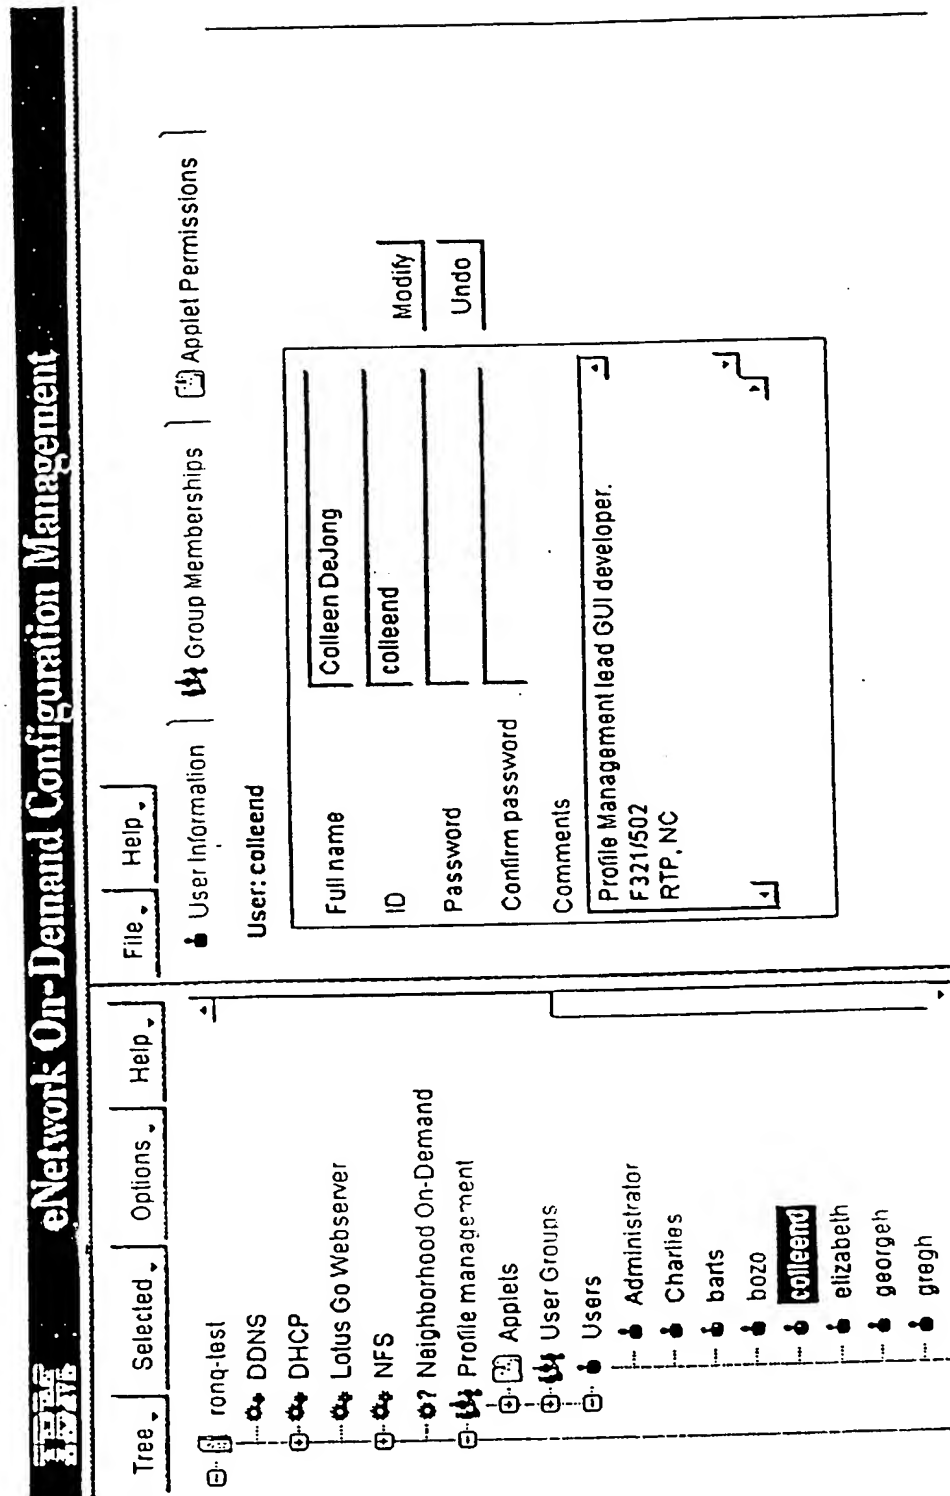 IBM eNetwork On-Demand Configuration Management
Tree Selected Options Help
ronq-test
DDNS
DHCP
Lotus Go Webserver
NFS
? Neighborhood On-Demand
Profile management
Applets
User Groups
Users
Administrator
Charlies
barts
bozo
colleend
elizabeth
georgeh
gregh
File Help
User Information Group Memberships Applet Permissions
User: colleend
Full name Colleen DeJong
ID colleend
Password
Confirm password
Comments
Profile Management lead GUI developer.
F321/502
RTP, NC
Modify
Undo